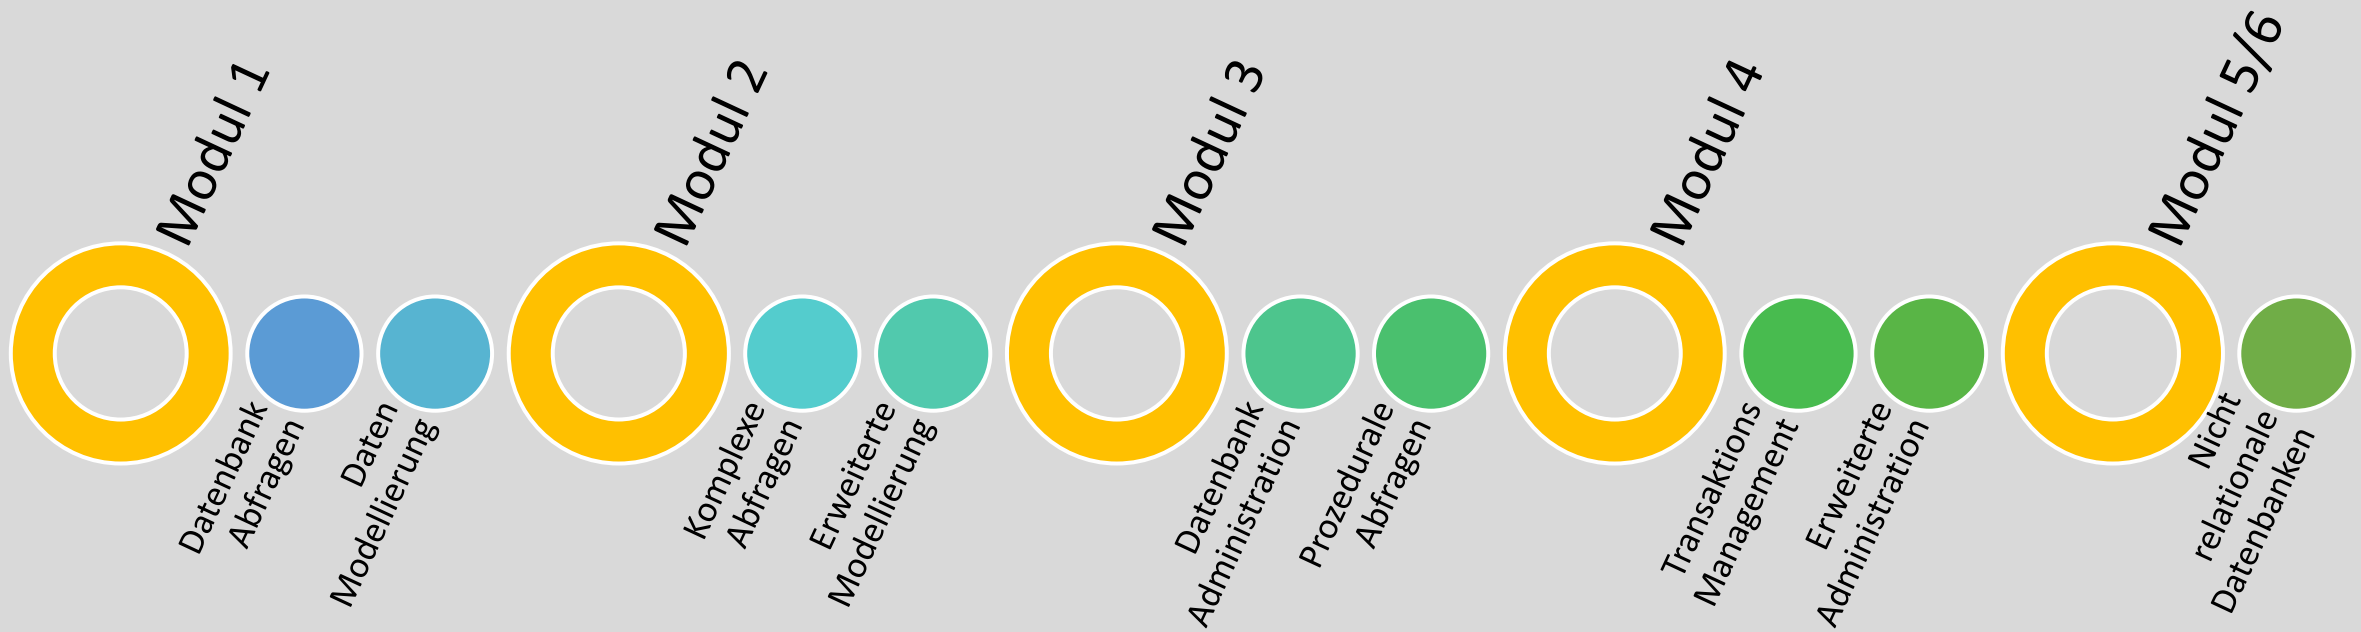 Modul 1
Datenbank
Abfragen
Daten
Modellierung
Modul 2
Komplexe
Abfragen
Erweiterte
Modellierung
Modul 3
Datenbank
Administration
Prozedurale
Abfragen
Modul 4
Transaktions
Management
Erweiterte
Administration
Modul 5/6
Nicht
relationale
Datenbanken